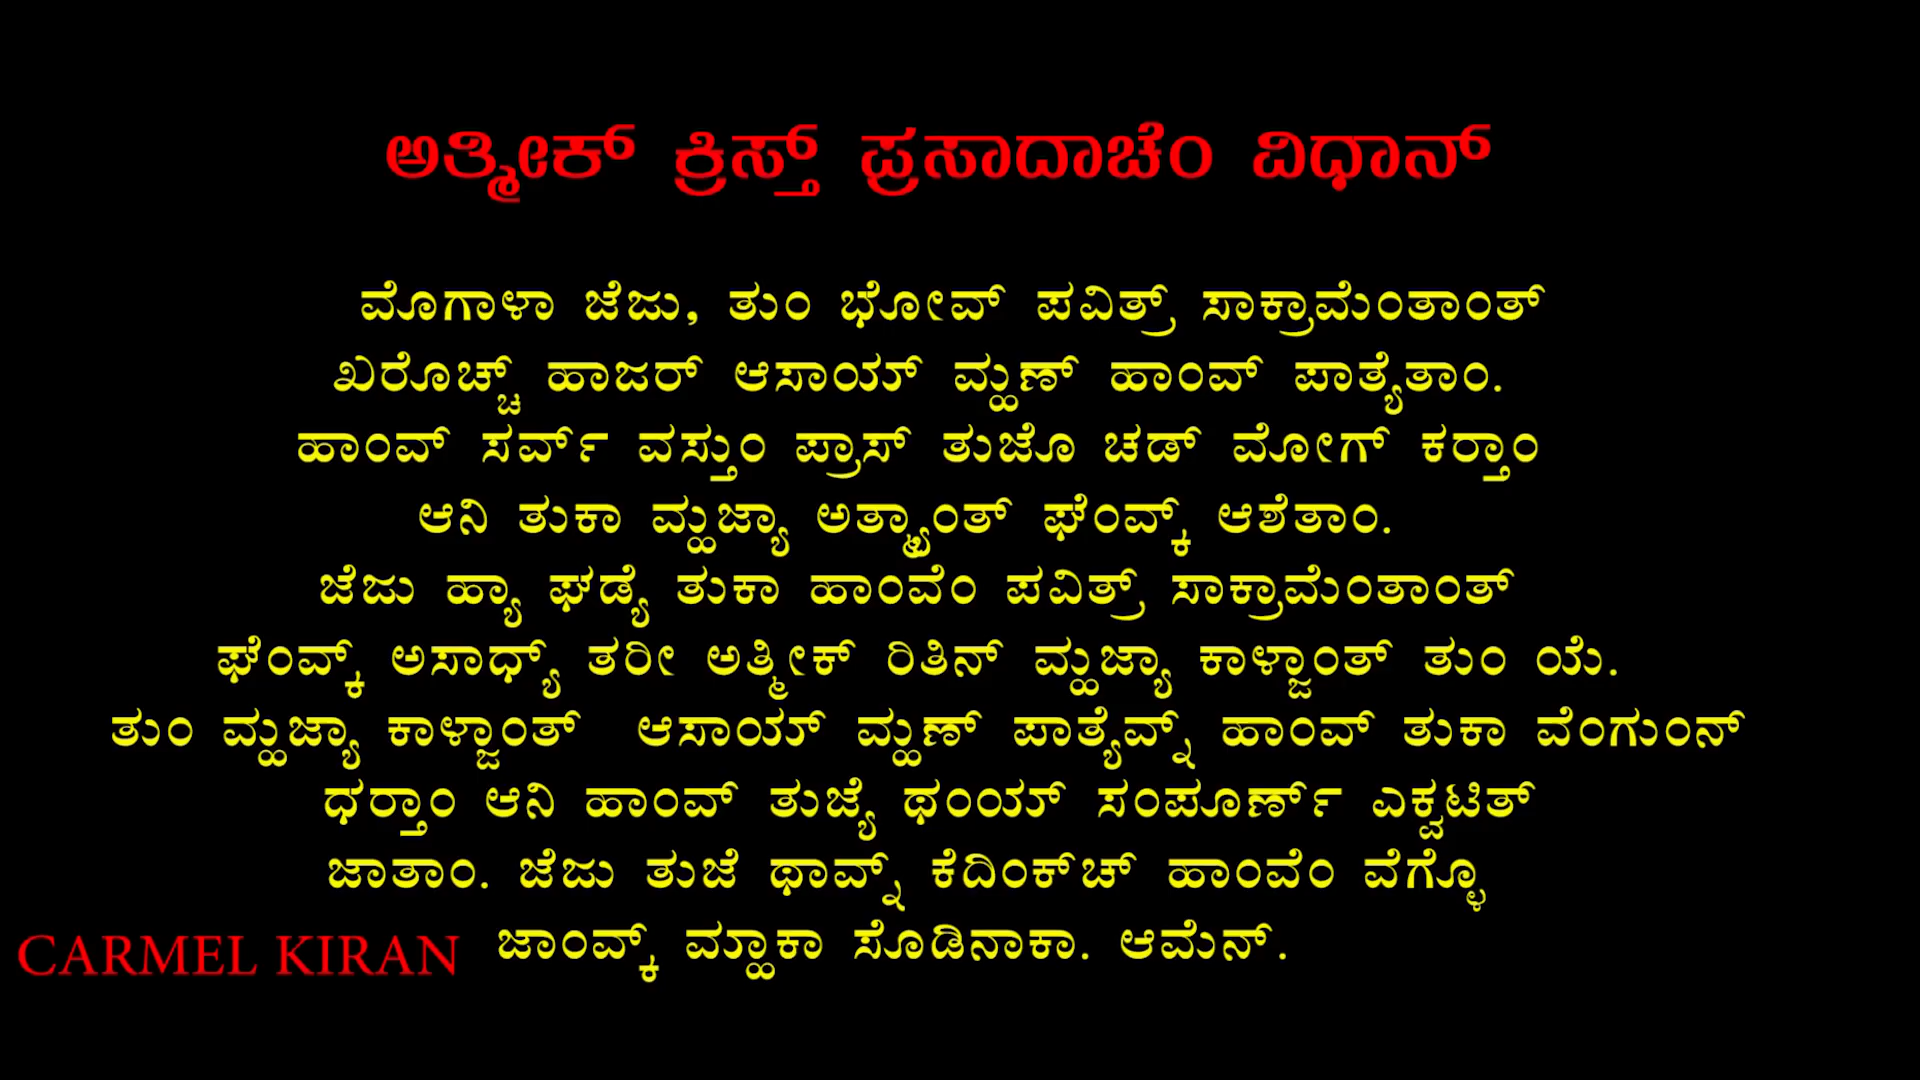 ಅತ್ಮೀಕ್ ಕ್ರಿಸ್ತ್ ಪ್ರಸಾದಾಚೆಂ ವಿಧಾನ್
ಮೊಗಾಳಾ ಜೆಜು, ತುಂ ಭೋವ್ ಪವಿತ್ರ್ ಸಾಕ್ರಾಮೆಂತಾಂತ್
ಖರೊಚ್ಚ್ ಹಾಜರ್ ಆಸಾಯ್ ಮ್ಹಣ್ ಹಾಂವ್ ಪಾತ್ಯೆತಾಂ.
ಹಾಂವ್ ಸರ್ವ್ ವಸ್ತುಂ ಪ್ರಾಸ್ ತುಜೊ ಚಡ್ ಮೋಗ್ ಕರ‍್ತಾಂ
ಆನಿ ತುಕಾ ಮ್ಹಜ್ಯಾ ಅತ್ಮ್ಯಾಂತ್ ಘೆಂವ್ಕ್ ಆಶೆತಾಂ.
ಜೆಜು ಹ್ಯಾ ಘಡ್ಯೆ ತುಕಾ ಹಾಂವೆಂ ಪವಿತ್ರ್ ಸಾಕ್ರಾಮೆಂತಾಂತ್
ಘೆಂವ್ಕ್ ಅಸಾಧ್ಯ್ ತರೀ ಅತ್ಮೀಕ್ ರಿತಿನ್ ಮ್ಹಜ್ಯಾ ಕಾಳ್ಜಾಂತ್ ತುಂ ಯೆ.
ತುಂ ಮ್ಹಜ್ಯಾ ಕಾಳ್ಜಾಂತ್ ಆಸಾಯ್ ಮ್ಹಣ್ ಪಾತ್ಯೆವ್ನ್ ಹಾಂವ್ ತುಕಾ ವೆಂಗುಂನ್
ಧರ‍್ತಾಂ ಆನಿ ಹಾಂವ್ ತುಜ್ಯೆ ಥಂಯ್ ಸಂಪೂರ್ಣ್ ಎಕ್ವಟಿತ್
ಜಾತಾಂ. ಜೆಜು ತುಜೆ ಥಾವ್ನ್ ಕೆದಿಂಕ್‌ಚ್ ಹಾಂವೆಂ ವೆಗ್ಳೊ
ಜಾಂವ್ಕ್ ಮ್ಹಾಕಾ ಸೊಡಿನಾಕಾ. ಆಮೆನ್.
CARMEL KIRAN